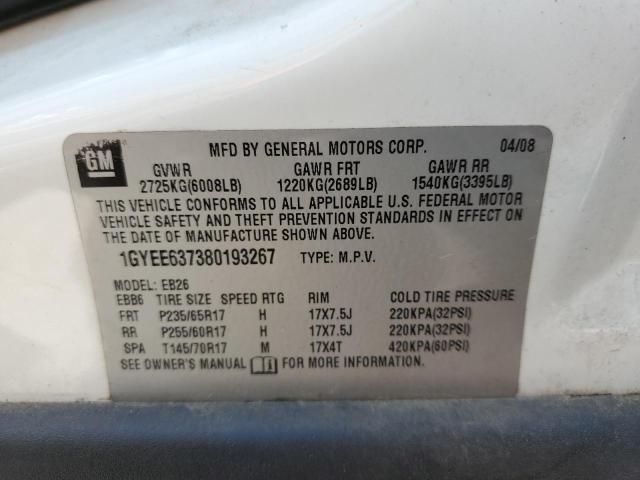 GM
MFD BY GENERAL MOTORS CORP. 04/08
GVWR GAWR FRT GAWR RR
2725KG(6008LB) 1220KG(2689LB) 1540KG(3395LB)
THIS VEHICLE CONFORMS TO ALL APPLICABLE U.S. FEDERAL MOTOR
VEHICLE SAFETY AND THEFT PREVENTION STANDARDS IN EFFECT ON
THE DATE OF MANUFACTURE SHOWN ABOVE.
1GYEE637380193267 TYPE: M.P.V.
MODEL: EB26
EBB6 TIRE SIZE SPEED RTG RIM COLD TIRE PRESSURE
FRT P235/65R17 H 17X7.5J 220KPA(32PSI)
RR P255/60R17 H 17X7.5J 220KPA(32PSI)
SPA T145/70R17 M 17X4T 420KPA(60PSI)
SEE OWNER'S MANUAL FOR MORE INFORMATION.